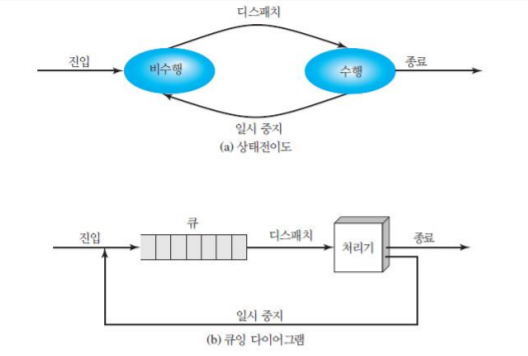 디스패치
진입
비수행
수행
종료
일시 중지
(a) 상태전이도
큐
진입
디스패치
처리기
종료
일시 중지
(b) 큐잉 다이어그램